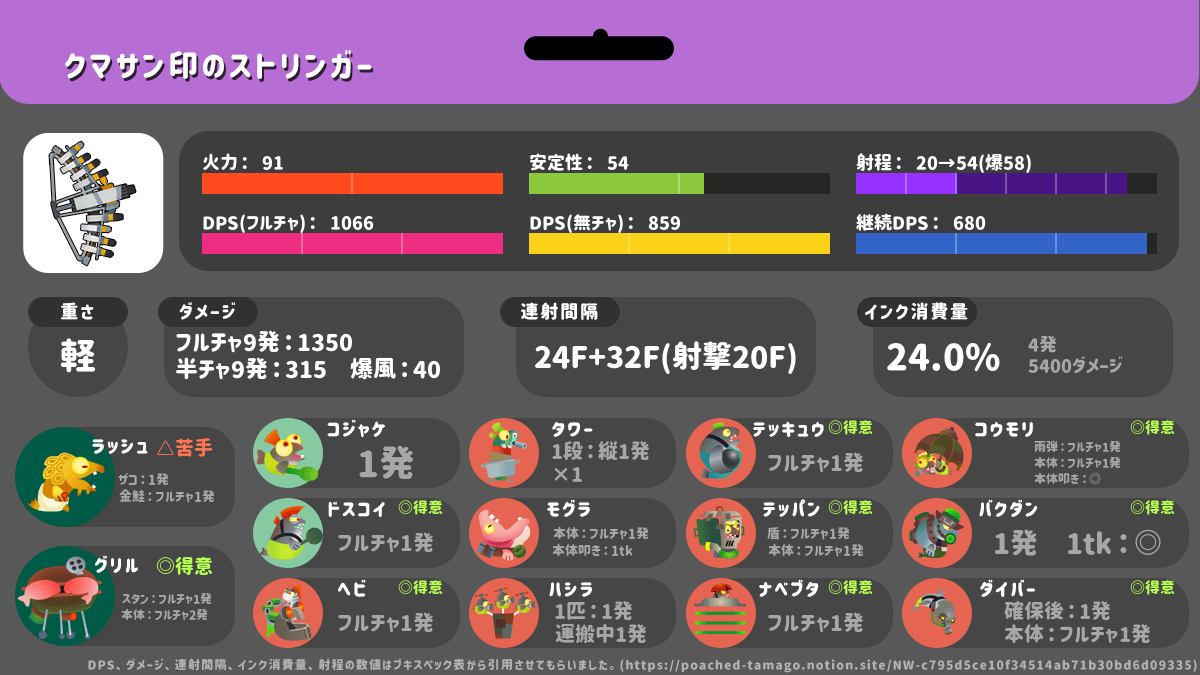 クマサン印のストリンガー
火力： 91
安定性： 54
射程： 20→54(爆58)
DPS(フルチャ)： 1066
DPS(無チャ)： 859
継続DPS： 680
重さ
軽
ダメージ
フルチャ9発：1350
半チャ9発：315　爆風：40
連射間隔
24F+32F(射撃20F)
インク消費量
24.0%
4発
5400ダメージ
ラッシュ △苦手
ザコ：1発
金鮭：フルチャ1発
グリル ◎得意
スタン：フルチャ1発
本体：フルチャ2発
コジャケ
1発
ドスコイ ◎得意
フルチャ1発
ヘビ ◎得意
フルチャ1発
タワー
1段：縦1発
×1
モグラ
本体：フルチャ1発
本体叩き：1tk
ハシラ
1匹：1発
運搬中1発
テッキュウ ◎得意
フルチャ1発
テッパン ◎得意
盾：フルチャ1発
本体：フルチャ1発
ナベブタ ◎得意
フルチャ1発
コウモリ ◎得意
雨弾：フルチャ1発
本体：フルチャ1発
本体叩き：◎
バクダン ◎得意
1発　1tk：◎
ダイバー ◎得意
確保後：1発
本体：フルチャ1発
DPS、ダメージ、連射間隔、インク消費量、射程の数値はブキスペック表から引用させてもらいました。(https://poached-tamago.notion.site/NW-c795d5ce10f34514ab71b30bd6d09335)